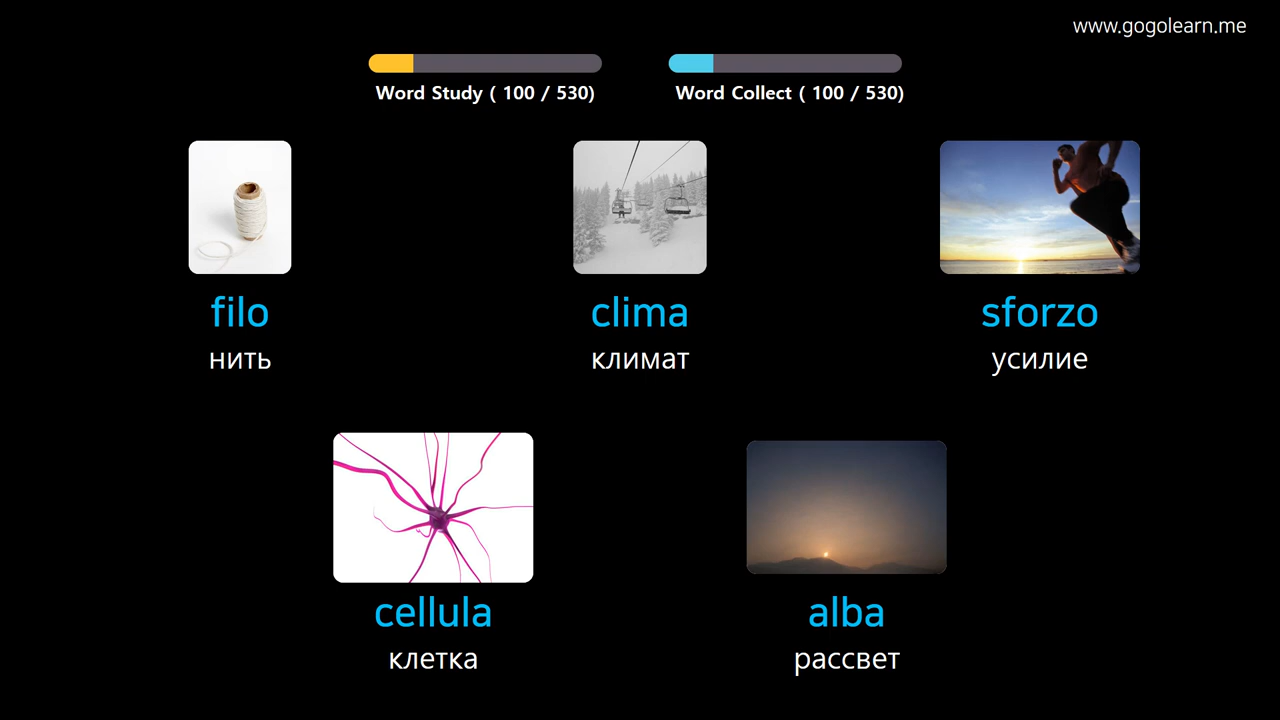 www.gogolearn.me
Word Study ( 100 / 530)
Word Collect ( 100 / 530)
filo
нить
clima
климат
sforzo
усилие
cellula
клетка
alba
рассвет